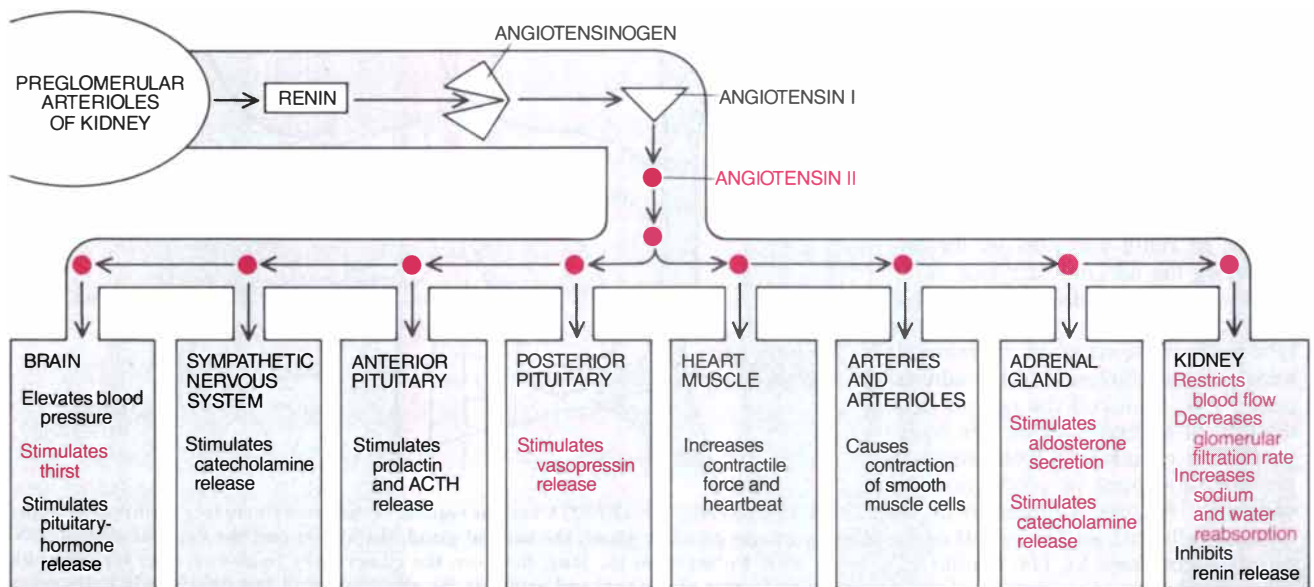 ANGIOTENSINOGEN
PREGLOMERULAR
ARTERIOLES
OF KIDNEY
RENIN
ANGIOTENSIN I
ANGIOTENSIN II
BRAIN
Elevates blood
pressure
Stimulates
thirst
Stimulates
pituitary-
hormone
release
SYMPATHETIC
NERVOUS
SYSTEM
Stimulates
catecholamine
release
ANTERIOR
PITUITARY
Stimulates
prolactin
and ACTH
release
POSTERIOR
PITUITARY
Stimulates
vasopressin
release
HEART
MUSCLE
Increases
contractile
force and
heartbeat
ARTERIES
AND
ARTERIOLES
Causes
contraction
of smooth
muscle cells
ADRENAL
GLAND
Stimulates
aldosterone
secretion
Stimulates
catecholamine
release
KIDNEY
Restricts
blood flow
Decreases
glomerular
filtration rate
Increases
sodium
and water
reabsorption
Inhibits
renin release